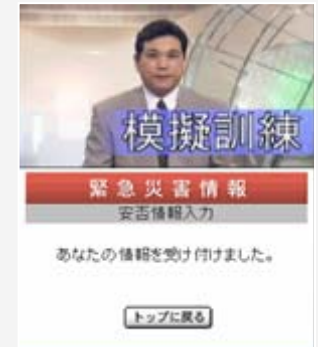 模擬訓練
緊急災害情報
安否情報入力
あなたの情報を受け付けました。
トップに戻る